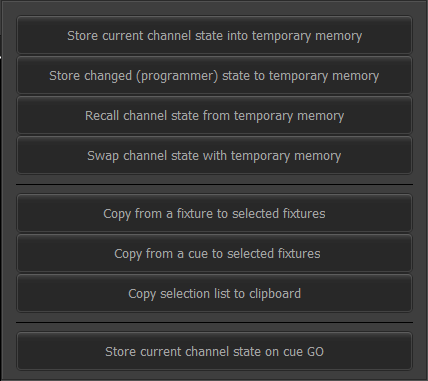 Store current channel state into temporary memory
Store changed (programmer) state to temporary memory
Recall channel state from temporary memory
Swap channel state with temporary memory
Copy from a fixture to selected fixtures
Copy from a cue to selected fixtures
Copy selection list to clipboard
Store current channel state on cue GO